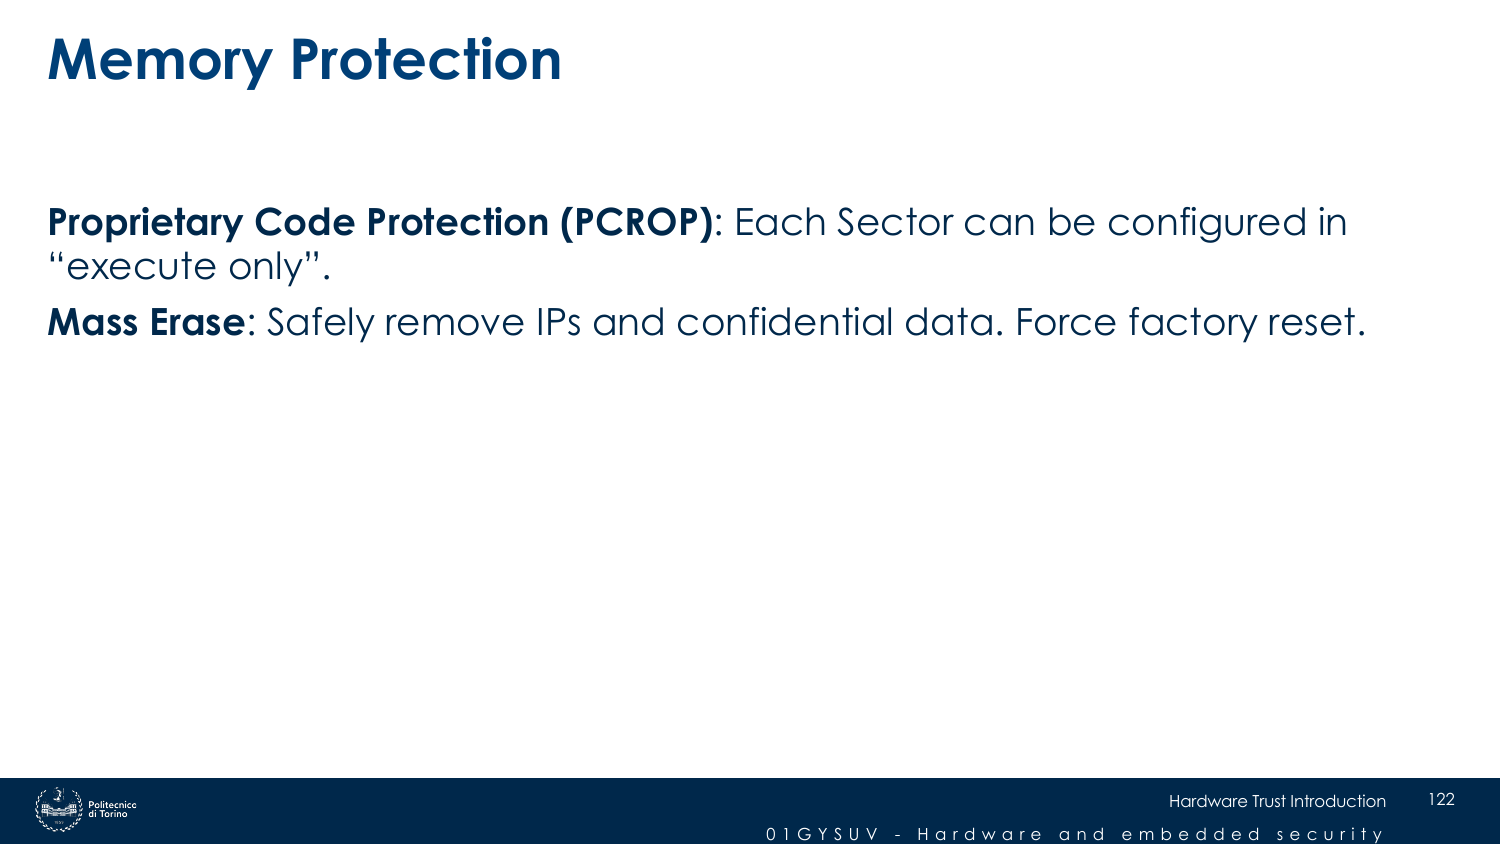 Memory Protection
Proprietary Code Protection (PCROP): Each Sector can be configured in
“execute only”.
Mass Erase: Safely remove IPs and confidential data. Force factory reset.
Politecnico
di Torino
Hardware Trust Introduction
122
01GYSUV - Hardware and embedded security